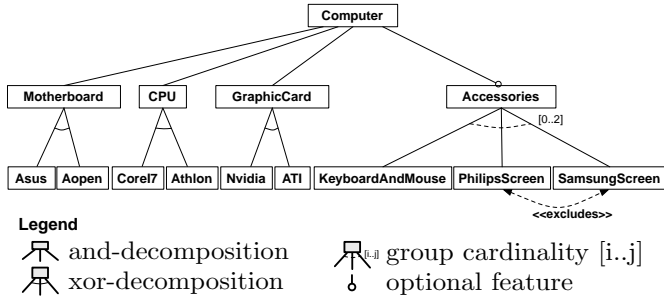 Computer
Motherboard CPU GraphicCard Accessories
[0..2]
Asus Aopen CoreI7 Athlon Nvidia ATI KeyboardAndMouse PhilipsScreen SamsungScreen
<<excludes>>
Legend
and-decomposition [i..j] group cardinality [i..j]
xor-decomposition optional feature